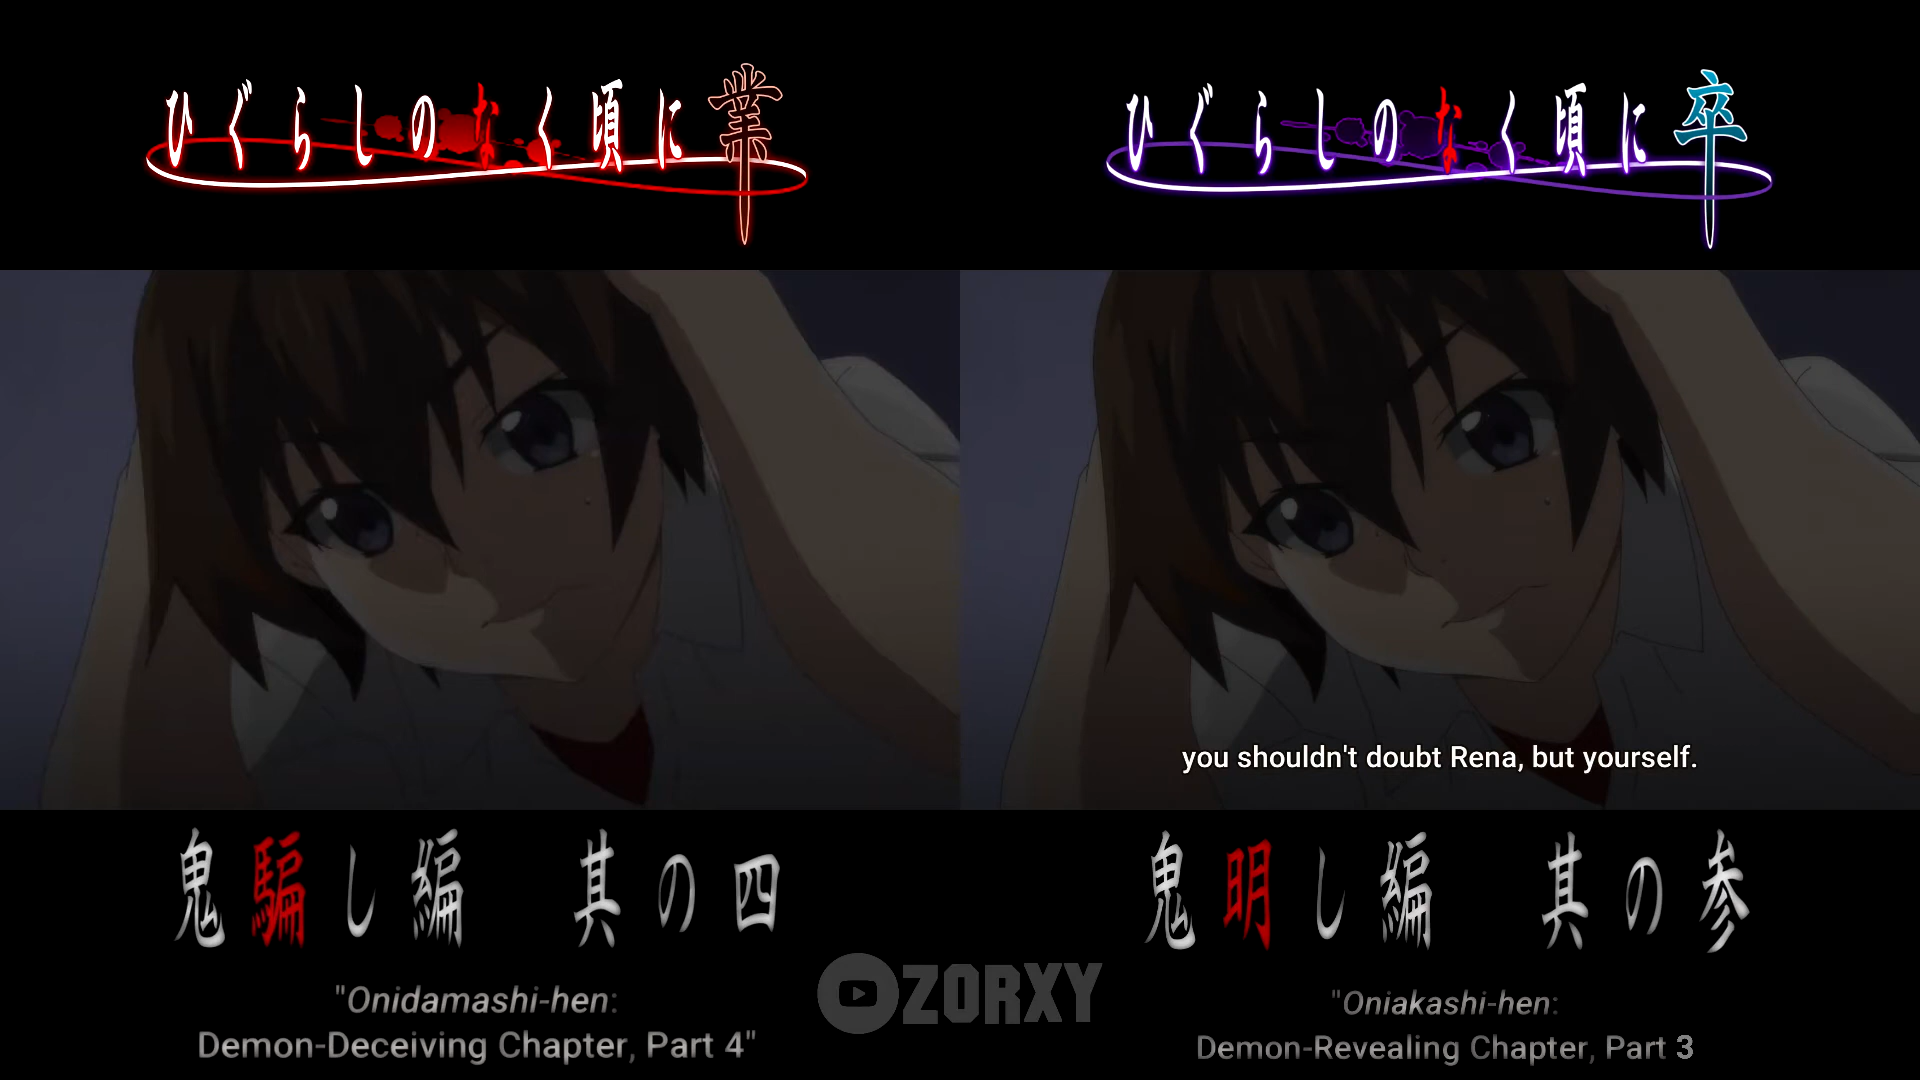 ひぐらしのなく頃に業
ひぐらしのなく頃に卒
you shouldn't doubt Rena, but yourself.
鬼騙し編 其の四
"Onidamashi-hen:
Demon-Deceiving Chapter, Part 4"
鬼明し編 其の参
"Oniakashi-hen:
Demon-Revealing Chapter, Part 3
ZORXY